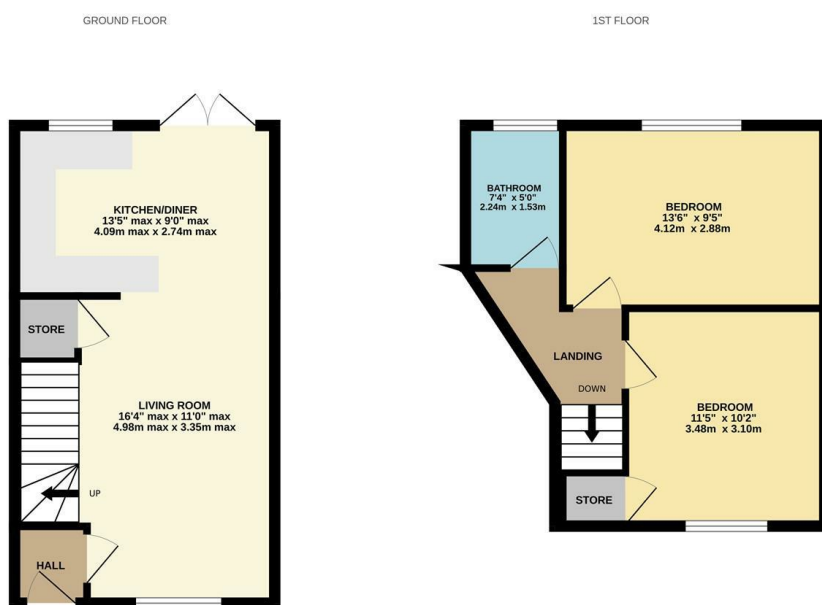 GROUND FLOOR
KITCHEN/DINER
13'5" max x 9'0" max
4.09m max x 2.74m max
STORE
LIVING ROOM
16'4" max x 11'0" max
4.98m max x 3.35m max
UP
HALL
1ST FLOOR
BATHROOM
7'4" x 5'0"
2.24m x 1.53m
BEDROOM
13'6" x 9'5"
4.12m x 2.88m
LANDING
DOWN
BEDROOM
11'5" x 10'2"
3.48m x 3.10m
STORE